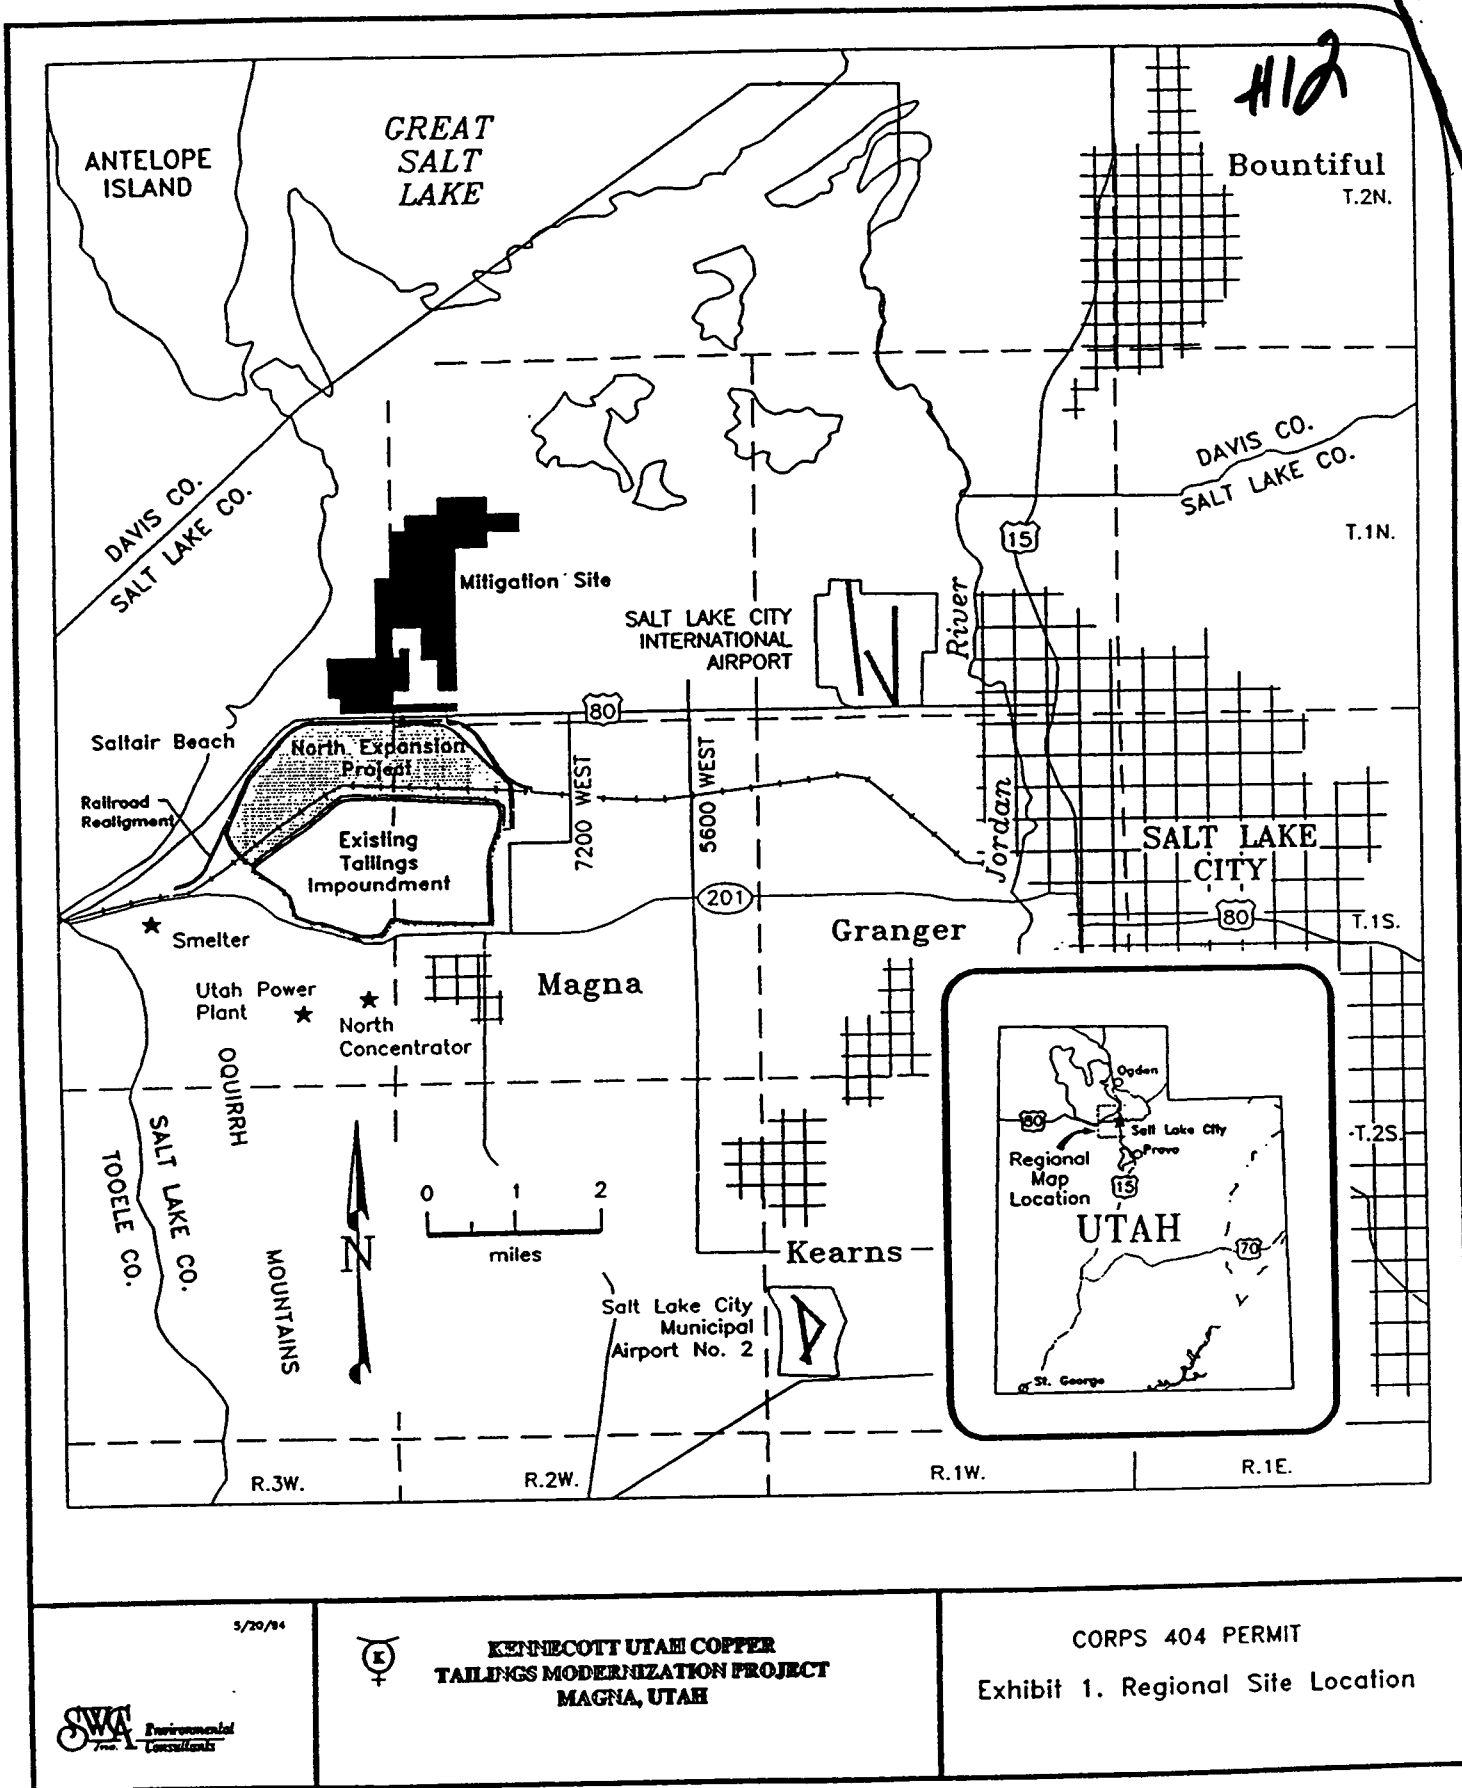 #12
ANTELOPE
ISLAND
GREAT
SALT
LAKE
Bountiful
T.2N.
DAVIS CO.
SALT LAKE CO.
DAVIS CO.
SALT LAKE CO.
15
T.1N.
Mitigation Site
SALT LAKE CITY
INTERNATIONAL
AIRPORT
River
80
Saltair Beach
North Expansion
Project
Railroad
Realigment
7200 WEST
5600 WEST
Existing
Tailings
Impoundment
Jordan
SALT LAKE
CITY
201
80
T.1S.
Smelter
Granger
Magna
Utah Power
Plant
North
Concentrator
OQUIRRH
MOUNTAINS
SALT LAKE CO.
TOOELE CO.
N
0 1 2
miles
Kearns
Salt Lake City
Municipal
Airport No. 2
Ogden
80
Salt Lake City
Provo
Regional
Map
Location
15
UTAH
70
St. George
T.2S.
R.3W.
R.2W.
R.1W.
R.1E.
5/20/94
SWCA
Inc.
Environmental
Consultants
K
KENNECOTT UTAH COPPER
TAILINGS MODERNIZATION PROJECT
MAGNA, UTAH
CORPS 404 PERMIT
Exhibit 1. Regional Site Location